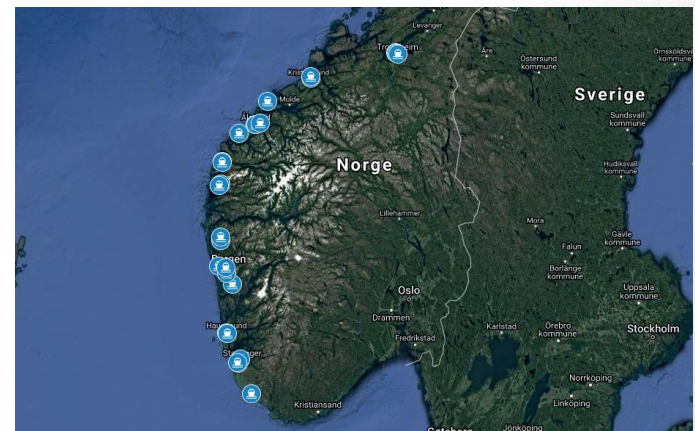 Levanger
Trondheim
Åre
Östersund
kommune
Örnsköldsvik
kommune
Molde
Sverige
Sundsvall
kommune
Norge
Hudiksvall
kommune
Lillehammer
Mora
Falun
Gävle
kommune
Borlänge
kommune
Oslo
Uppsala
kommune
Drammen
Fredrikstad
Karlstad
Örebro
kommune
Stockholm
Norrköping
Linköping
Kristiansand
Jönköping